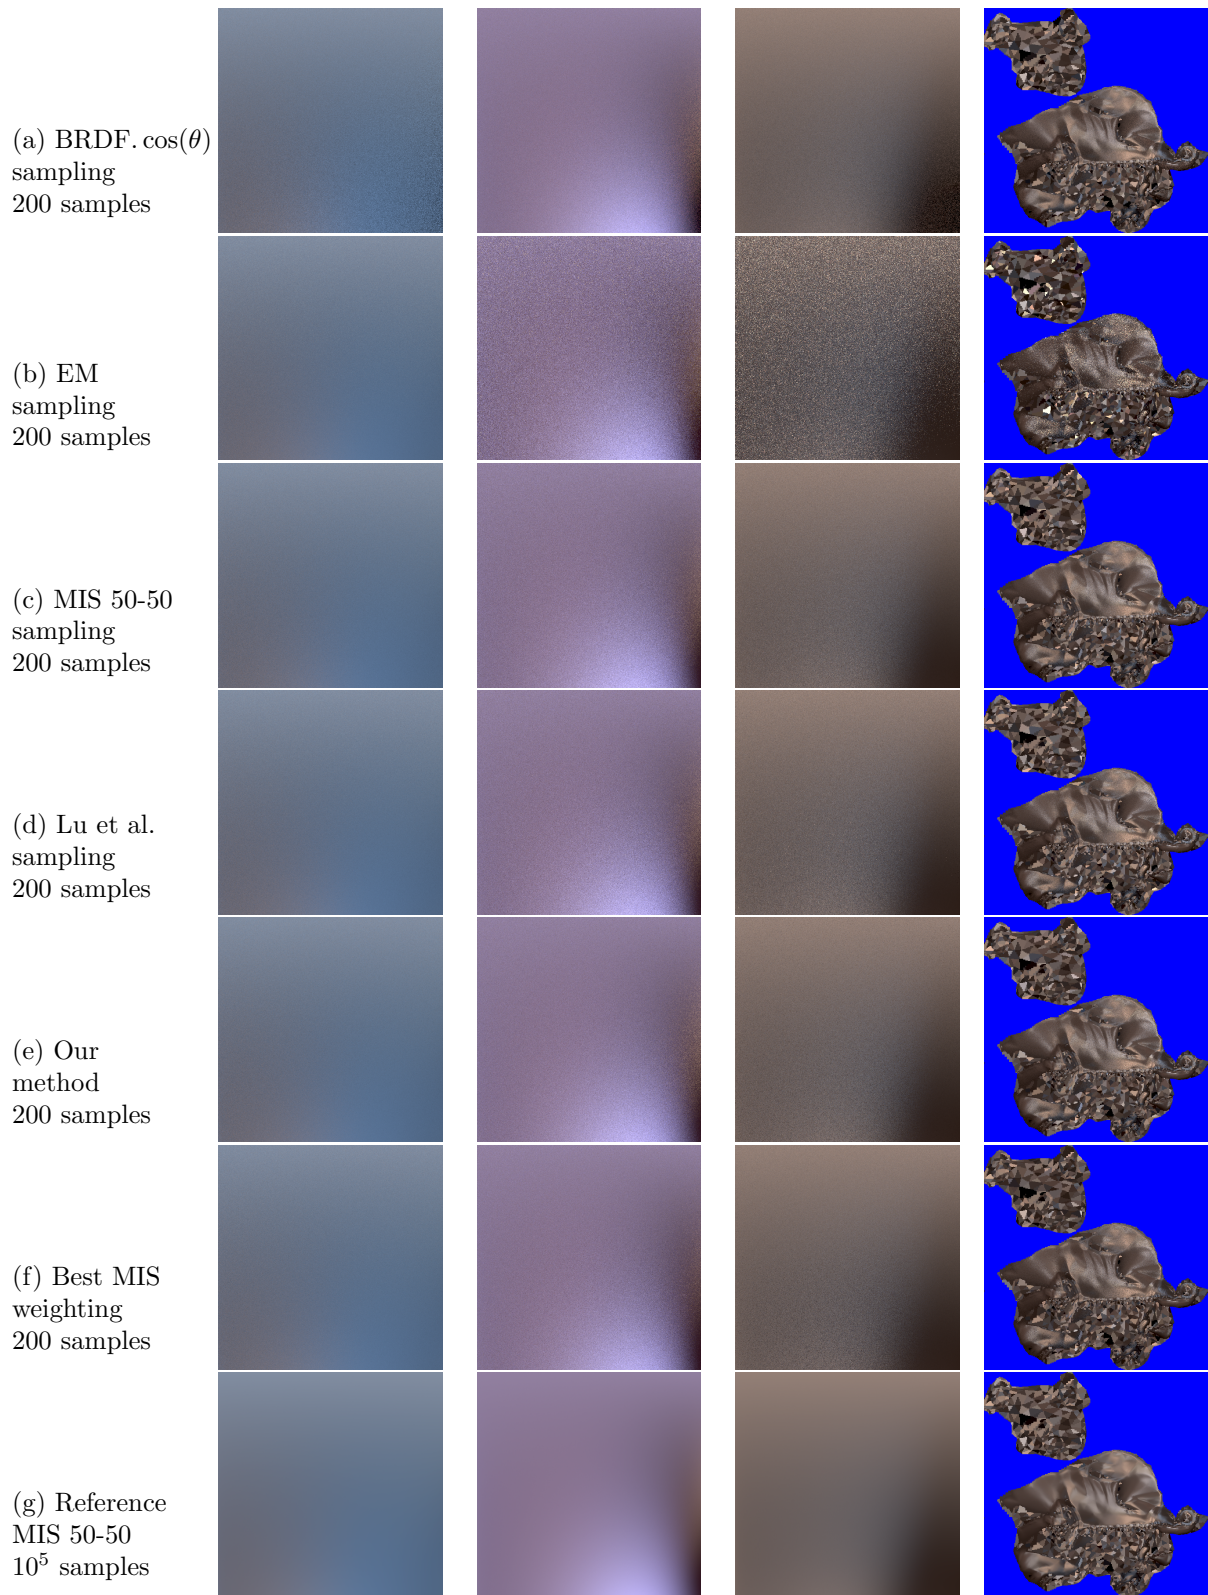 (a) BRDF. cos(θ)
sampling
200 samples
(b) EM
sampling
200 samples
(c) MIS 50-50
sampling
200 samples
(d) Lu et al.
sampling
200 samples
(e) Our
method
200 samples
(f) Best MIS
weighting
200 samples
(g) Reference
MIS 50-50
10⁵ samples